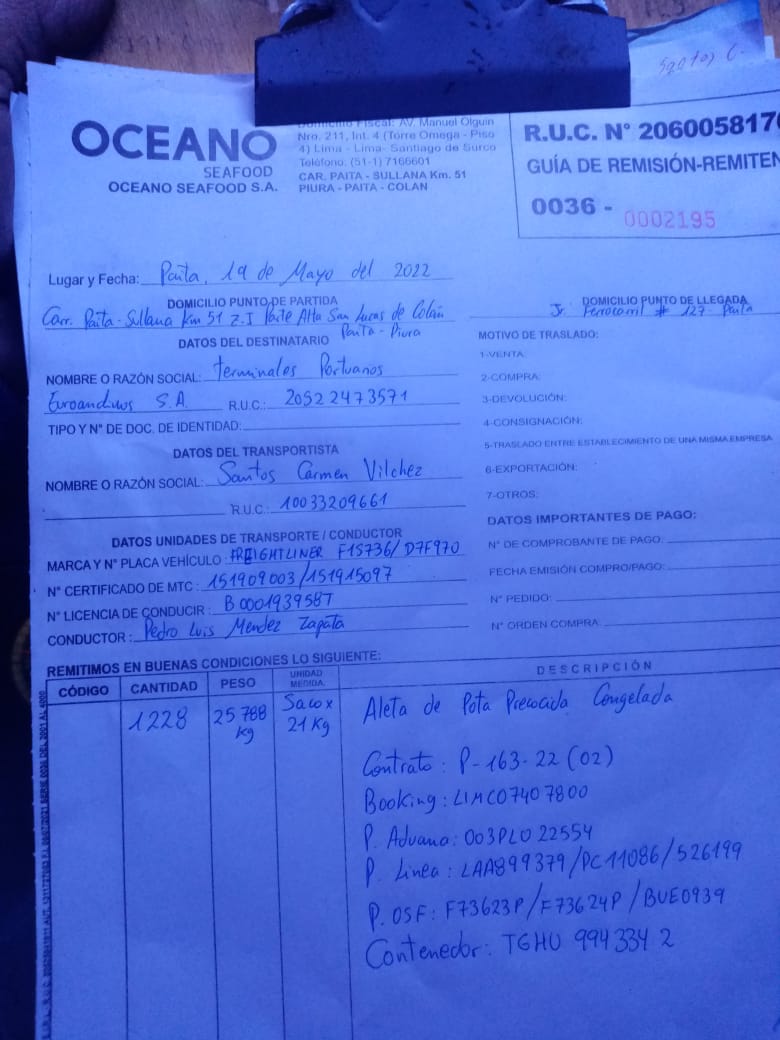 Santos C.
OCEANO
SEAFOOD
OCEANO SEAFOOD S.A.
Domicilio Fiscal: AV. Manuel Olguin
Nro. 211, Int. 4 (Torre Omega - Piso
4) Lima - Lima- Santiago de Surco
Teléfono: (51-1) 7166601
CAR. PAITA - SULLANA Km. 51
PIURA - PAITA - COLAN
R.U.C. N° 2060058170
GUÍA DE REMISIÓN-REMITEN
0036 - 0002195
Lugar y Fecha: Paita, 19 de Mayo del 2022
DOMICILIO PUNTO DE PARTIDA
Carr. Paita-Sullana Km 51 Z.I Parte Alta San Lucas de Colán
Paita - Piura
DOMICILIO PUNTO DE LLEGADA
Jr. Ferrocarril # 127- Paita
DATOS DEL DESTINATARIO
NOMBRE O RAZÓN SOCIAL: Terminales Portuarios
Euroandinos S.A. R.U.C.: 20522473571
TIPO Y N° DE DOC. DE IDENTIDAD:
DATOS DEL TRANSPORTISTA
NOMBRE O RAZÓN SOCIAL: Santos Carmen Vilchez
R.U.C.: 10033209661
DATOS UNIDADES DE TRANSPORTE / CONDUCTOR
MARCA Y N° PLACA VEHÍCULO : FREIGHTLINER F1S736/ D7F970
N° CERTIFICADO DE MTC : 151909003 /151915097
N° LICENCIA DE CONDUCIR : B0001939587
CONDUCTOR : Pedro Luis Mendez Zapata
MOTIVO DE TRASLADO:
1-VENTA:
2-COMPRA:
3-DEVOLUCIÓN:
4-CONSIGNACIÓN:
5-TRASLADO ENTRE ESTABLECIMIENTO DE UNA MISMA EMPRESA
6-EXPORTACIÓN:
7-OTROS:
DATOS IMPORTANTES DE PAGO:
N° DE COMPROBANTE DE PAGO:
FECHA EMISIÓN COMPRO/PAGO:
N° PEDIDO:
N° ORDEN COMPRA:
REMITIMOS EN BUENAS CONDICIONES LO SIGUIENTE:
CÓDIGO CANTIDAD PESO UNIDAD MEDIDA DESCRIPCIÓN
1228 25788 kg Saco x 21 Kg Aleta de Pota Precocida Congelada
Contrato : P-163-22 (02)
Booking : LIMC07407800
P. Aduana: 003PLO 22554
P. Linea : LAA899379/PC11086/526199
P. OSF: F73623P/F73624P/BUE0939
Contenedor: TGHU 994334 2